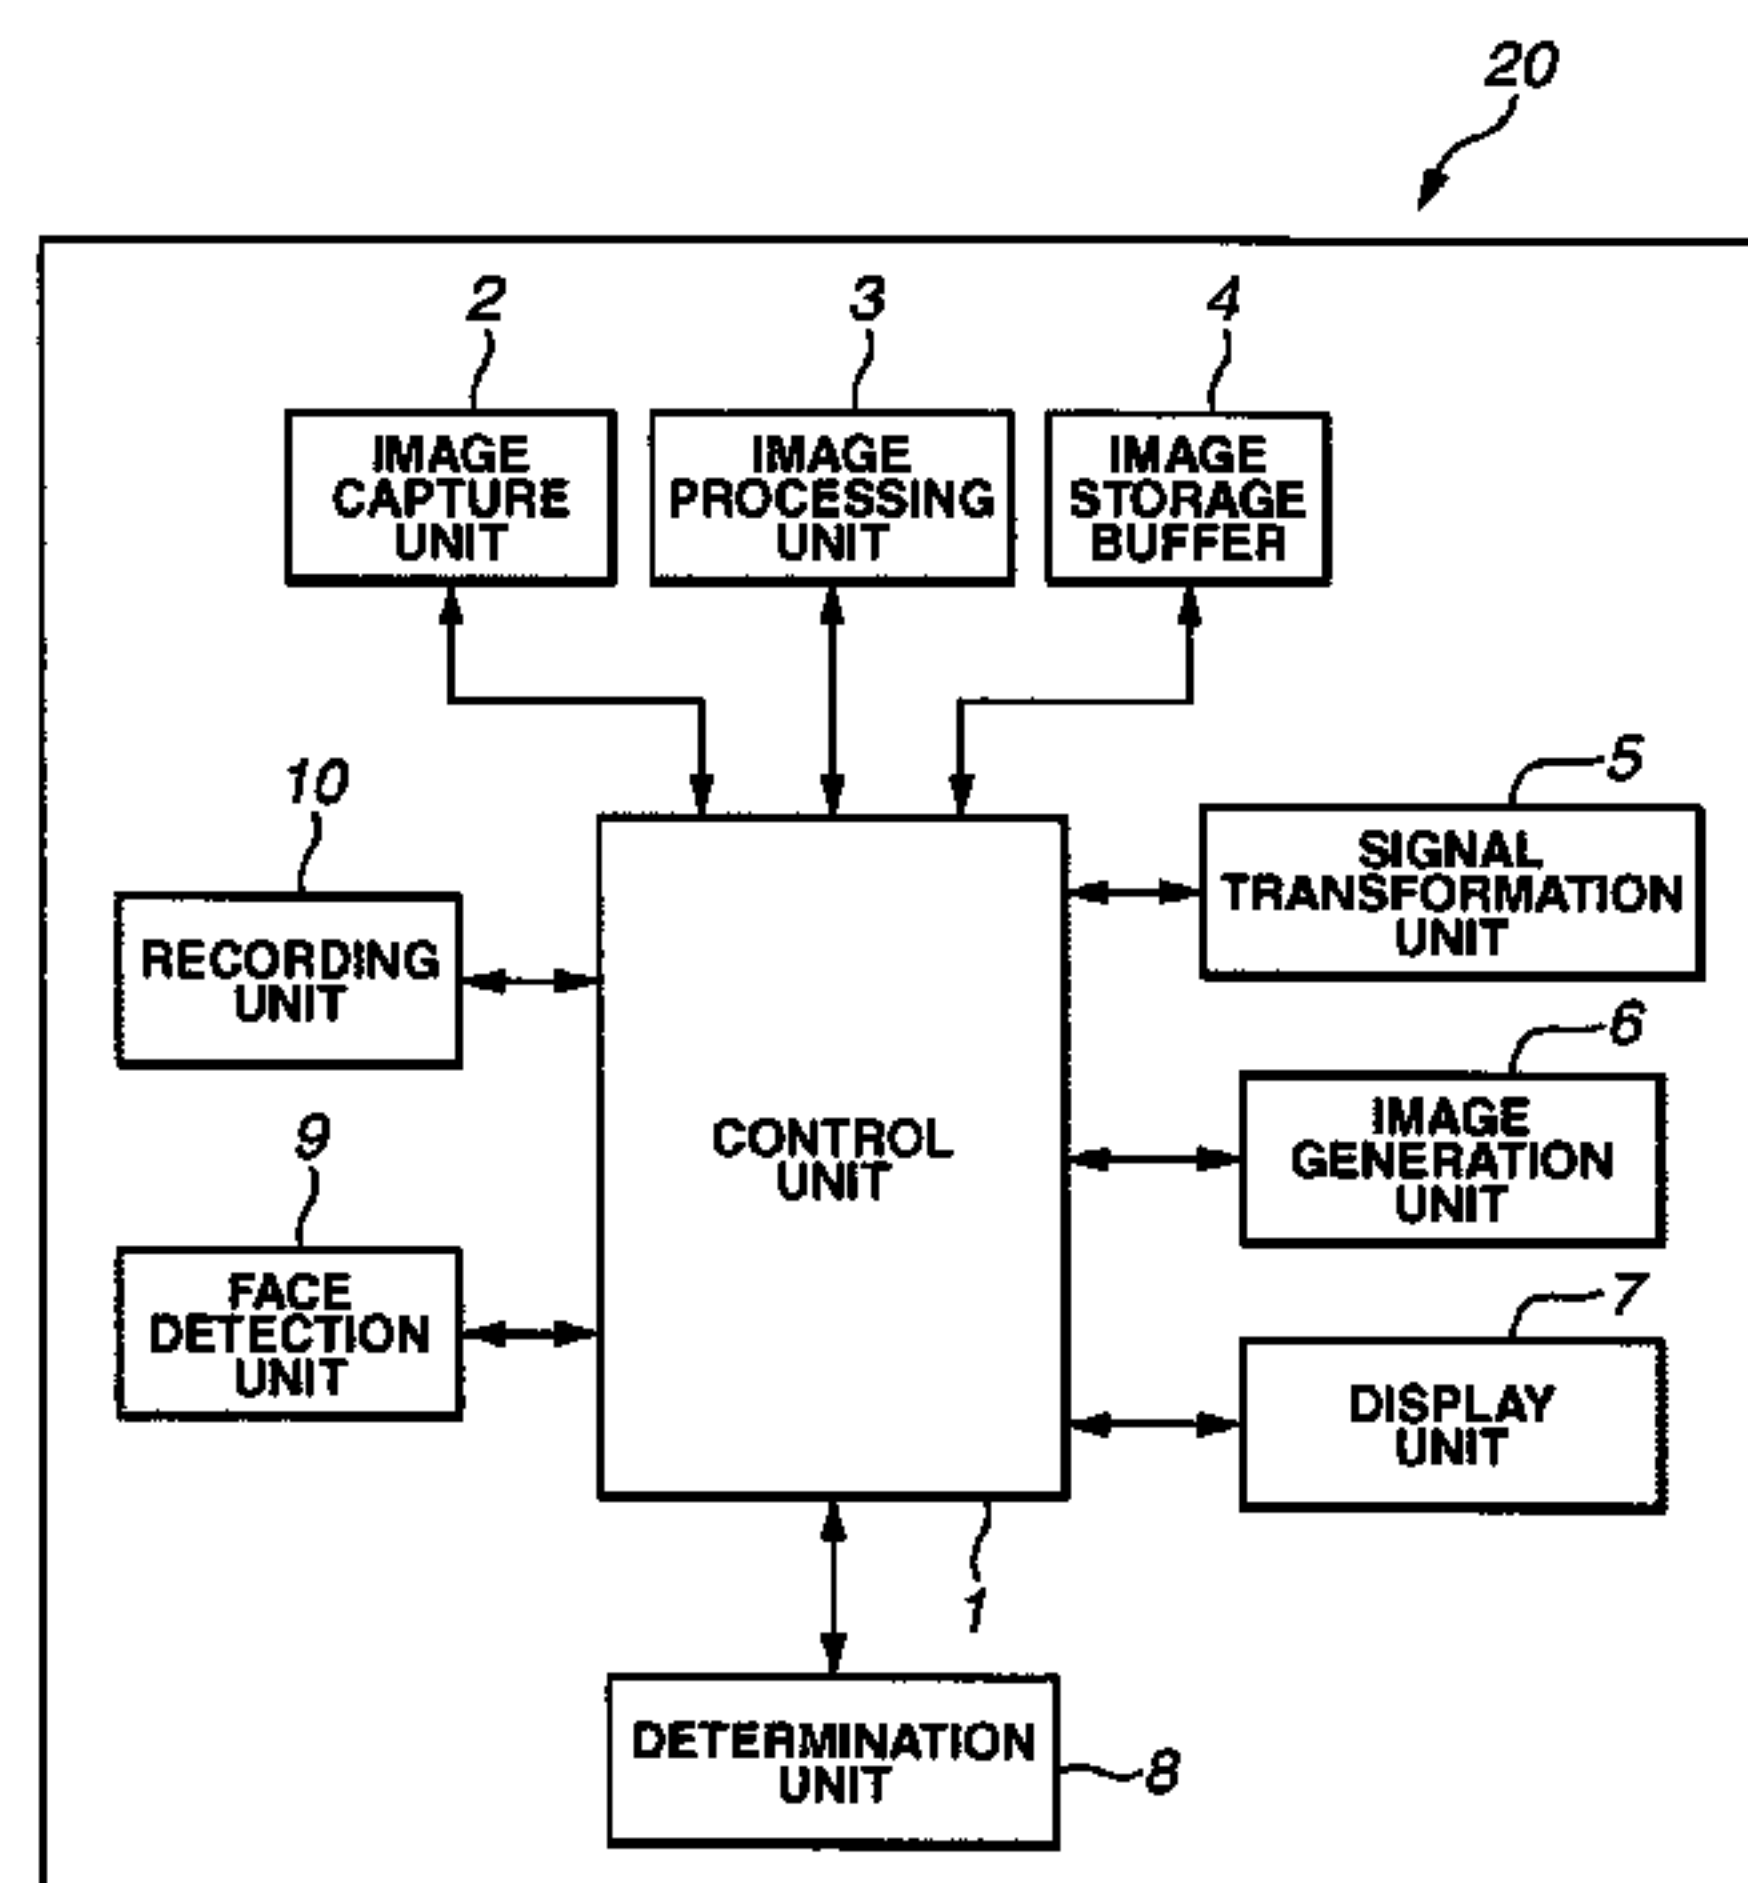 20
2
3
4
IMAGE
CAPTURE
UNIT
IMAGE
PROCESSING
UNIT
IMAGE
STORAGE
BUFFER
10
5
RECORDING
UNIT
SIGNAL
TRANSFORMATION
UNIT
9
FACE
DETECTION
UNIT
CONTROL
UNIT
6
IMAGE
GENERATION
UNIT
7
DISPLAY
UNIT
1
DETERMINATION
UNIT
8